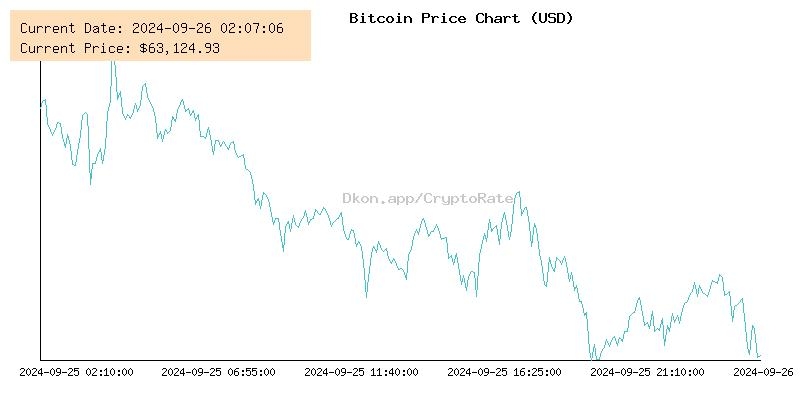 Bitcoin Price Chart (USD)
Current Date: 2024-09-26 02:07:06
Current Price: $63,124.93
Dkon.app/CryptoRate
2024-09-25 02:10:00 2024-09-25 06:55:00 2024-09-25 11:40:00 2024-09-25 16:25:00 2024-09-25 21:10:00 2024-09-26